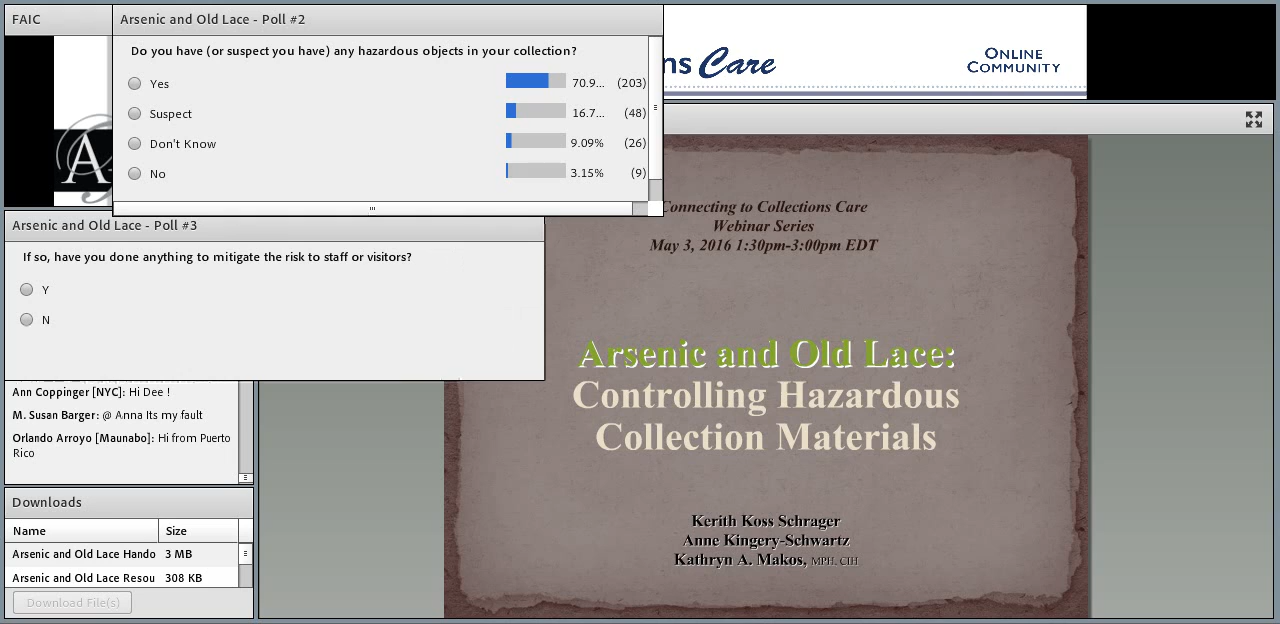 FAIC
Arsenic and Old Lace - Poll #2
Do you have (or suspect you have) any hazardous objects in your collection?
Yes 70.9... (203)
Suspect 16.7... (48)
Don't Know 9.09% (26)
No 3.15% (9)
ns Care
ONLINE
COMMUNITY
A
Arsenic and Old Lace - Poll #3
If so, have you done anything to mitigate the risk to staff or visitors?
Y
N
Ann Coppinger [NYC]: Hi Dee !
M. Susan Barger: @ Anna Its my fault
Orlando Arroyo [Maunabo]: Hi from Puerto
Rico
Downloads
Name Size
Arsenic and Old Lace Hando 3 MB
Arsenic and Old Lace Resou 308 KB
Download File(s)
Connecting to Collections Care
Webinar Series
May 3, 2016 1:30pm-3:00pm EDT
Arsenic and Old Lace:
Controlling Hazardous
Collection Materials
Kerith Koss Schrager
Anne Kingery-Schwartz
Kathryn A. Makos, MPH, CIH